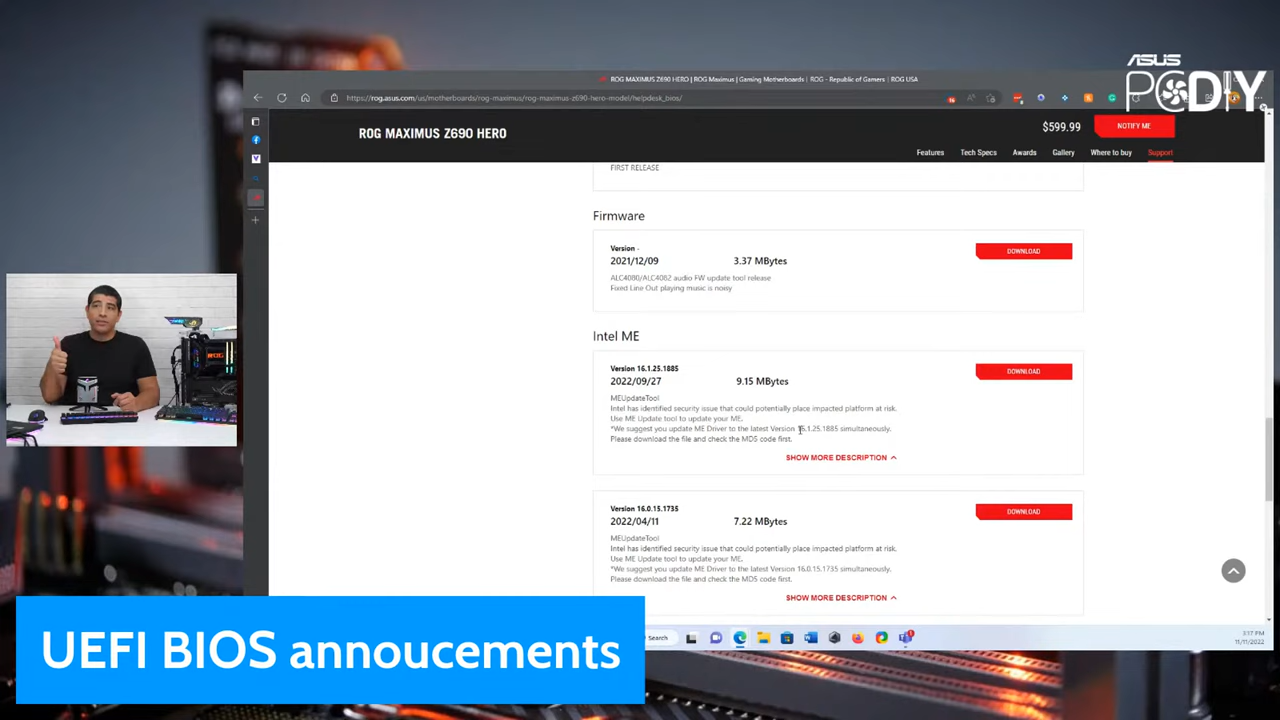 ASUS
PCDIY
ROG MAXIMUS Z690 HERO | ROG Maximus | Gaming Motherboards | ROG - Republic of Gamers | ROG USA
https://rog.asus.com/us/motherboards/rog-maximus/rog-maximus-z690-hero-model/helpdesk_bios/
ROG MAXIMUS Z690 HERO
$599.99
NOTIFY ME
Features
Tech Specs
Awards
Gallery
Where to buy
Support
FIRST RELEASE
Firmware
Version -
2021/12/09
3.37 MBytes
DOWNLOAD
ALC4080/ALC4082 audio FW update tool release
Fixed Line Out playing music is noisy
Intel ME
Version 16.1.25.1885
2022/09/27
9.15 MBytes
DOWNLOAD
MEUpdateTool
Intel has identified security issue that could potentially place impacted platform at risk.
Use ME Update tool to update your ME.
*We suggest you update ME Driver to the latest Version 16.1.25.1885 simultaneously.
Please download the file and check the MD5 code first.
SHOW MORE DESCRIPTION
Version 16.0.15.1735
2022/04/11
7.22 MBytes
DOWNLOAD
MEUpdateTool
Intel has identified security issue that could potentially place impacted platform at risk.
Use ME Update tool to update your ME.
*We suggest you update ME Driver to the latest Version 16.0.15.1735 simultaneously.
Please download the file and check the MD5 code first.
SHOW MORE DESCRIPTION
ROG
UEFI BIOS annoucements
Search
3:37 PM
11/11/2022